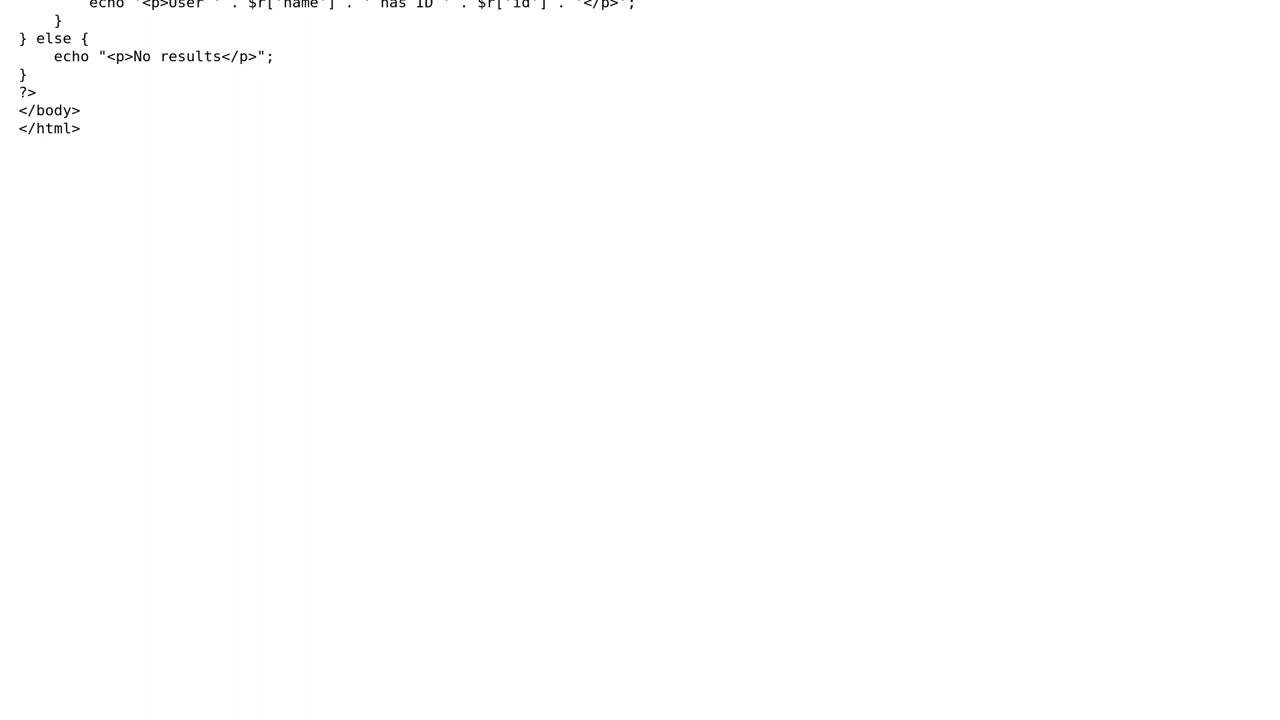 echo "<p>User " . $r['name'] . " has ID " . $r['id'] . "</p>";
}
} else {
echo "<p>No results</p>";
}
?>
</body>
</html>